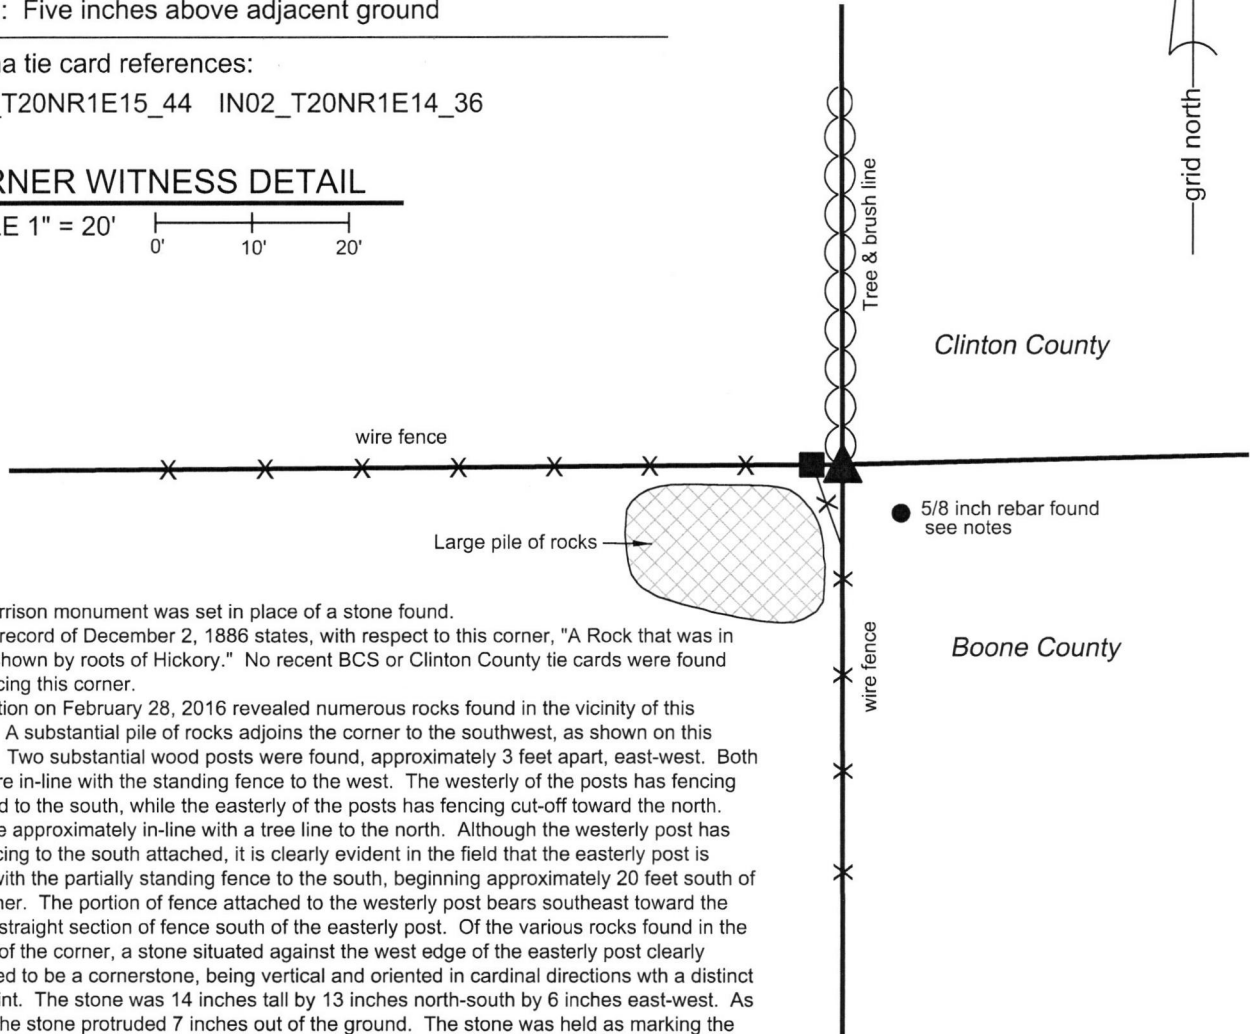 : Five inches above adjacent ground
a tie card references:
_T20NR1E15_44 IN02_T20NR1E14_36
RNER WITNESS DETAIL
E 1" = 20'
0' 10' 20'
grid north
Tree & brush line
Clinton County
wire fence
5/8 inch rebar found
see notes
Large pile of rocks
Boone County
wire fence
rrison monument was set in place of a stone found.
record of December 2, 1886 states, with respect to this corner, "A Rock that was in
hown by roots of Hickory." No recent BCS or Clinton County tie cards were found
cing this corner.
tion on February 28, 2016 revealed numerous rocks found in the vicinity of this
A substantial pile of rocks adjoins the corner to the southwest, as shown on this
Two substantial wood posts were found, approximately 3 feet apart, east-west. Both
re in-line with the standing fence to the west. The westerly of the posts has fencing
d to the south, while the easterly of the posts has fencing cut-off toward the north.
e approximately in-line with a tree line to the north. Although the westerly post has
cing to the south attached, it is clearly evident in the field that the easterly post is
with the partially standing fence to the south, beginning approximately 20 feet south of
ner. The portion of fence attached to the westerly post bears southeast toward the
straight section of fence south of the easterly post. Of the various rocks found in the
of the corner, a stone situated against the west edge of the easterly post clearly
ed to be a cornerstone, being vertical and oriented in cardinal directions wth a distinct
int. The stone was 14 inches tall by 13 inches north-south by 6 inches east-west. As
he stone protruded 7 inches out of the ground. The stone was held as marking the